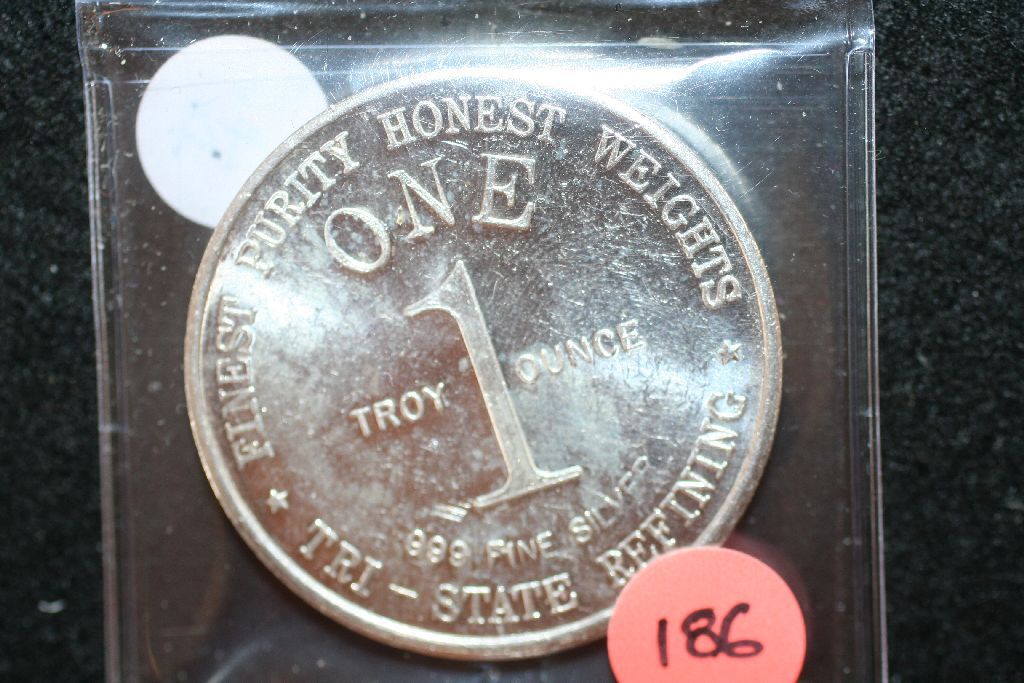 FINEST PURITY HONEST WEIGHTS
ONE
1
TROY OUNCE
999 FINE SILVER
★ TRI - STATE REFINING ★
186